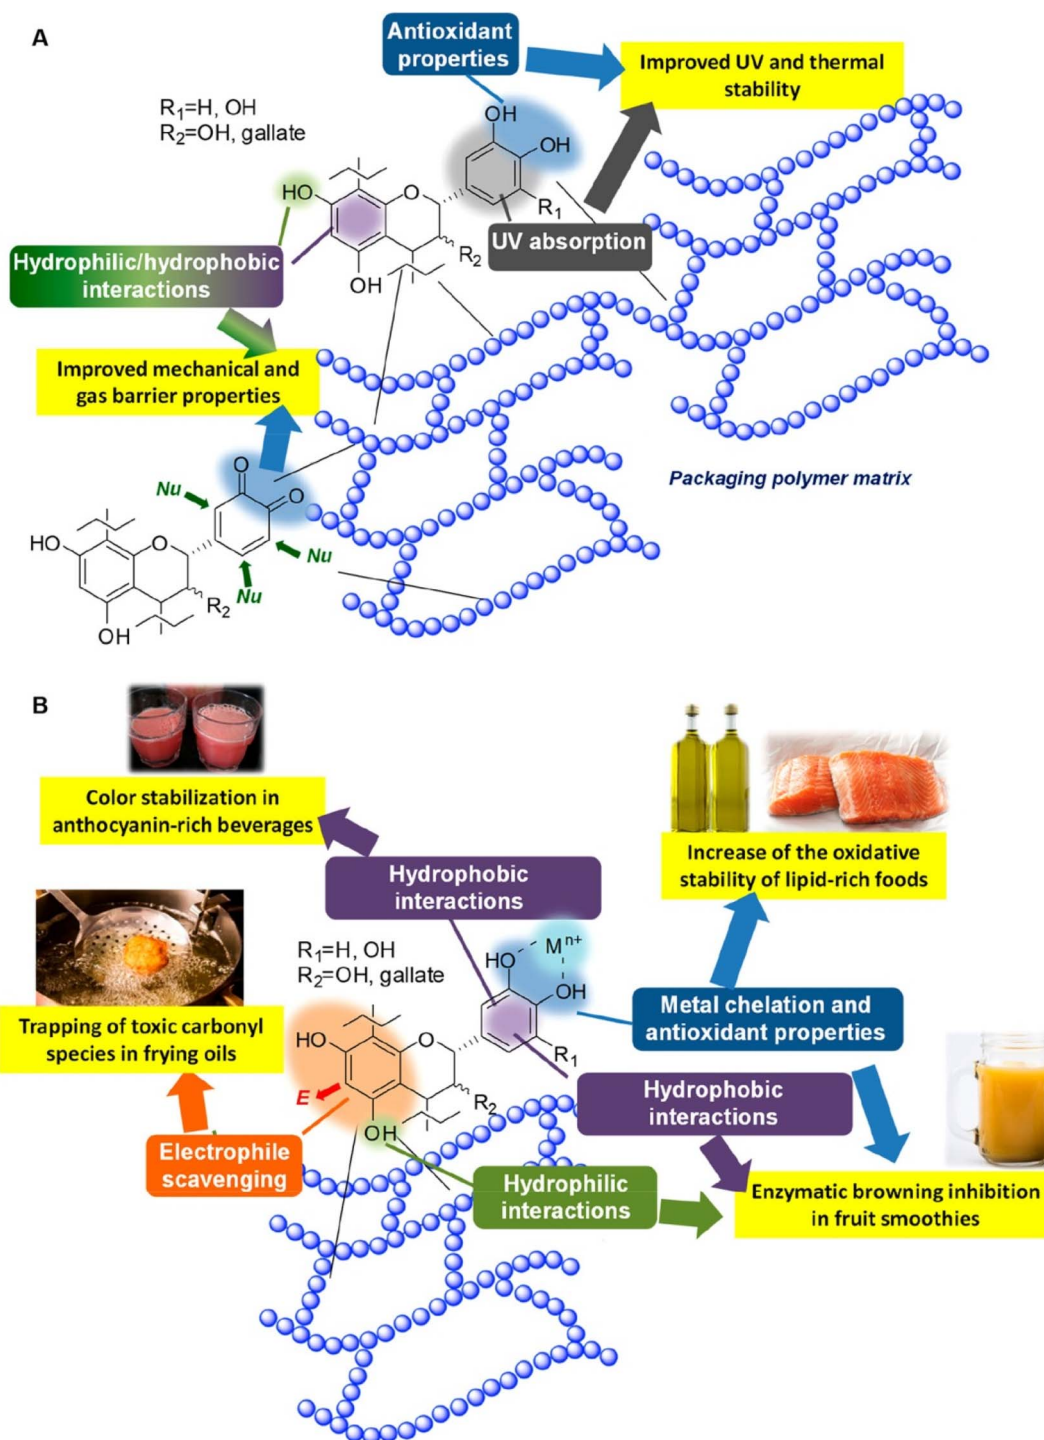 A
Antioxidant
properties
Improved UV and thermal
stability
R1=H, OH
R2=OH, gallate
OH
OH
HO
O
R1
R2
OH
UV absorption
Hydrophilic/hydrophobic
interactions
Improved mechanical and
gas barrier properties
Packaging polymer matrix
O
O
Nu
Nu
Nu
HO
O
R2
OH
B
Color stabilization in
anthocyanin-rich beverages
Increase of the oxidative
stability of lipid-rich foods
Hydrophobic
interactions
R1=H, OH
R2=OH, gallate
Mn+
HO
OH
Trapping of toxic carbonyl
species in frying oils
Metal chelation and
antioxidant properties
HO
O
R1
E
R2
OH
Hydrophobic
interactions
Electrophile
scavenging
Hydrophilic
interactions
Enzymatic browning inhibition
in fruit smoothies